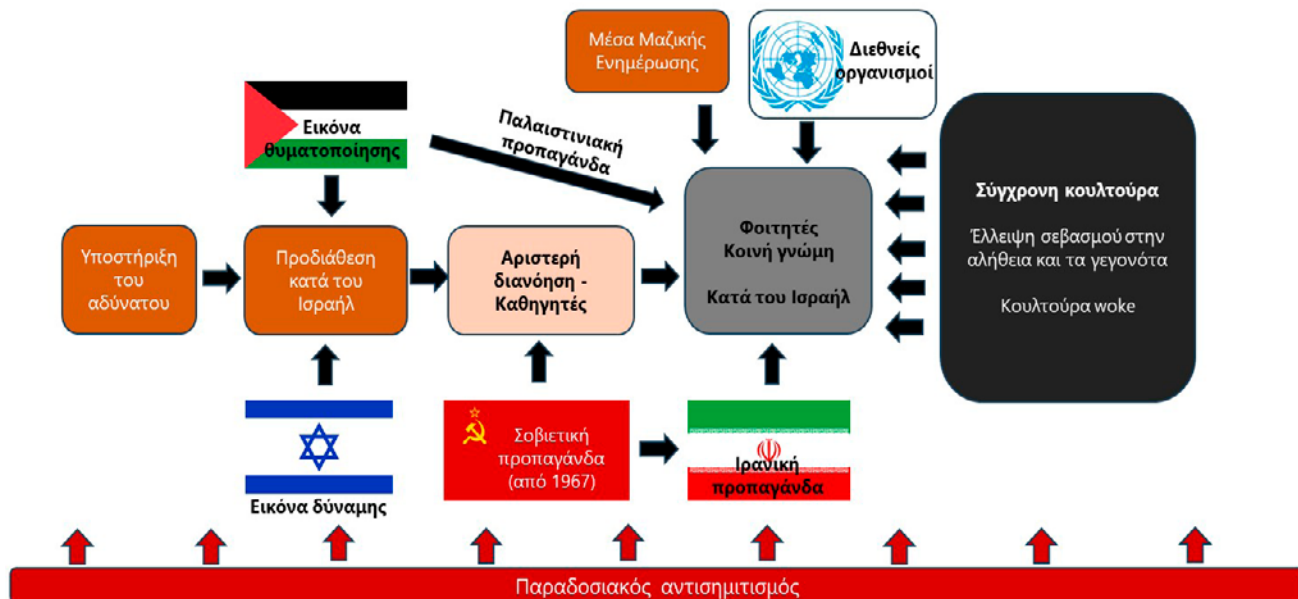 Μέσα Μαζικής
Ενημέρωσης
Διεθνείς
οργανισμοί
Εικόνα
θυματοποίησης
Παλαιστινιακή
προπαγάνδα
Υποστήριξη
του
αδύνατου
Προδιάθεση
κατά του
Ισραήλ
Αριστερή
διανόηση -
Καθηγητές
Φοιτητές
Κοινή γνώμη
Κατά του Ισραήλ
Σύγχρονη κουλτούρα
Έλλειψη σεβασμού στην
αλήθεια και τα γεγονότα
Κουλτούρα woke
Εικόνα δύναμης
Σοβιετική
προπαγάνδα
(από 1967)
Ιρανική
προπαγάνδα
Παραδοσιακός αντισημιτισμός